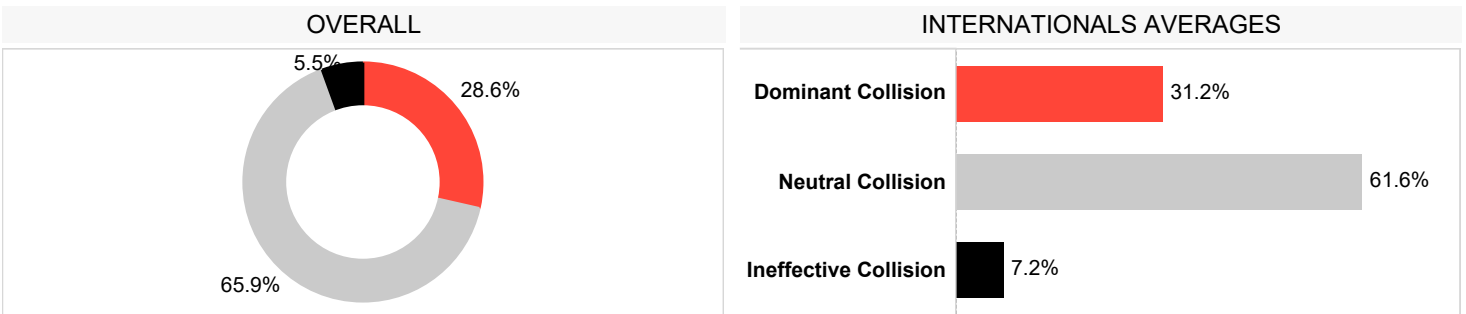 OVERALL
5.5%
28.6%
65.9%
INTERNATIONALS AVERAGES
Dominant Collision 31.2%
Neutral Collision 61.6%
Ineffective Collision 7.2%